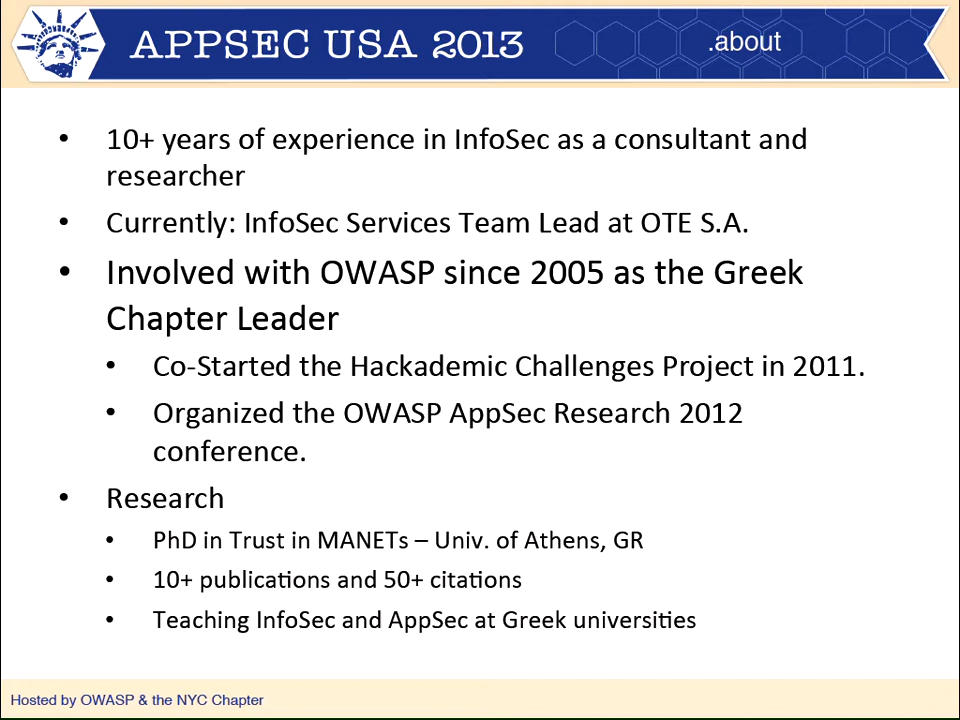 APPSEC USA 2013
.about
• 10+ years of experience in InfoSec as a consultant and
researcher
• Currently: InfoSec Services Team Lead at OTE S.A.
• Involved with OWASP since 2005 as the Greek
Chapter Leader
• Co-Started the Hackademic Challenges Project in 2011.
• Organized the OWASP AppSec Research 2012
conference.
• Research
• PhD in Trust in MANETs – Univ. of Athens, GR
• 10+ publications and 50+ citations
• Teaching InfoSec and AppSec at Greek universities
Hosted by OWASP & the NYC Chapter